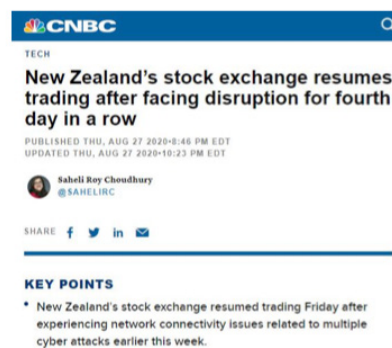 CNBC
TECH
New Zealand's stock exchange resumes
trading after facing disruption for fourth
day in a row
PUBLISHED THU, AUG 27 2020•8:46 PM EDT
UPDATED THU, AUG 27 2020•10:23 PM EDT
Saheli Roy Choudhury
@SAHELIRC
SHARE
KEY POINTS
• New Zealand's stock exchange resumed trading Friday after
experiencing network connectivity issues related to multiple
cyber attacks earlier this week.